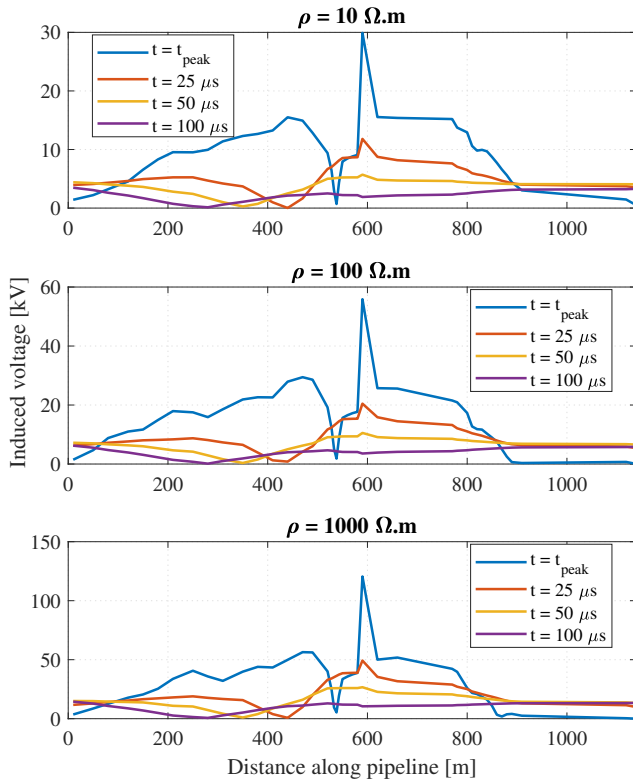 ρ = 10 Ω.m
30
20
10
0
t = t_peak
t = 25 μs
t = 50 μs
t = 100 μs
0 200 400 600 800 1000
ρ = 100 Ω.m
60
40
20
0
t = t_peak
t = 25 μs
t = 50 μs
t = 100 μs
0 200 400 600 800 1000
Induced voltage [kV]
ρ = 1000 Ω.m
150
100
50
0
t = t_peak
t = 25 μs
t = 50 μs
t = 100 μs
0 200 400 600 800 1000
Distance along pipeline [m]